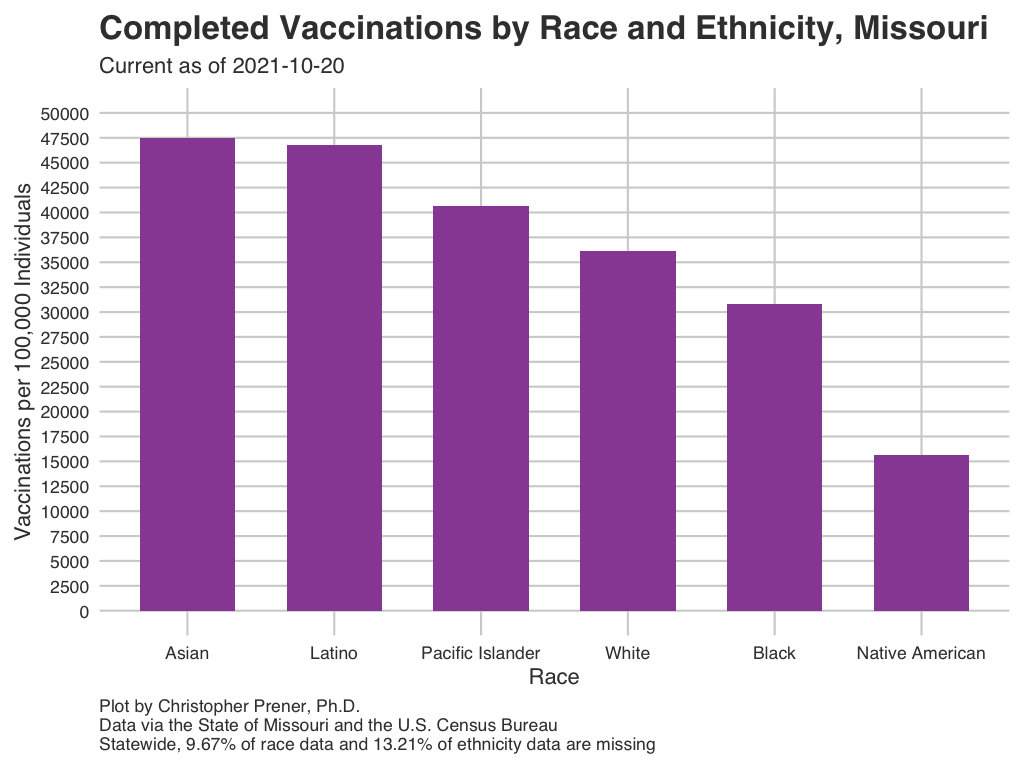 Completed Vaccinations by Race and Ethnicity, Missouri
Current as of 2021-10-20
Vaccinations per 100,000 Individuals
50000
47500
45000
42500
40000
37500
35000
32500
30000
27500
25000
22500
20000
17500
15000
12500
10000
7500
5000
2500
0
Asian
Latino
Pacific Islander
White
Black
Native American
Race
Plot by Christopher Prener, Ph.D.
Data via the State of Missouri and the U.S. Census Bureau
Statewide, 9.67% of race data and 13.21% of ethnicity data are missing